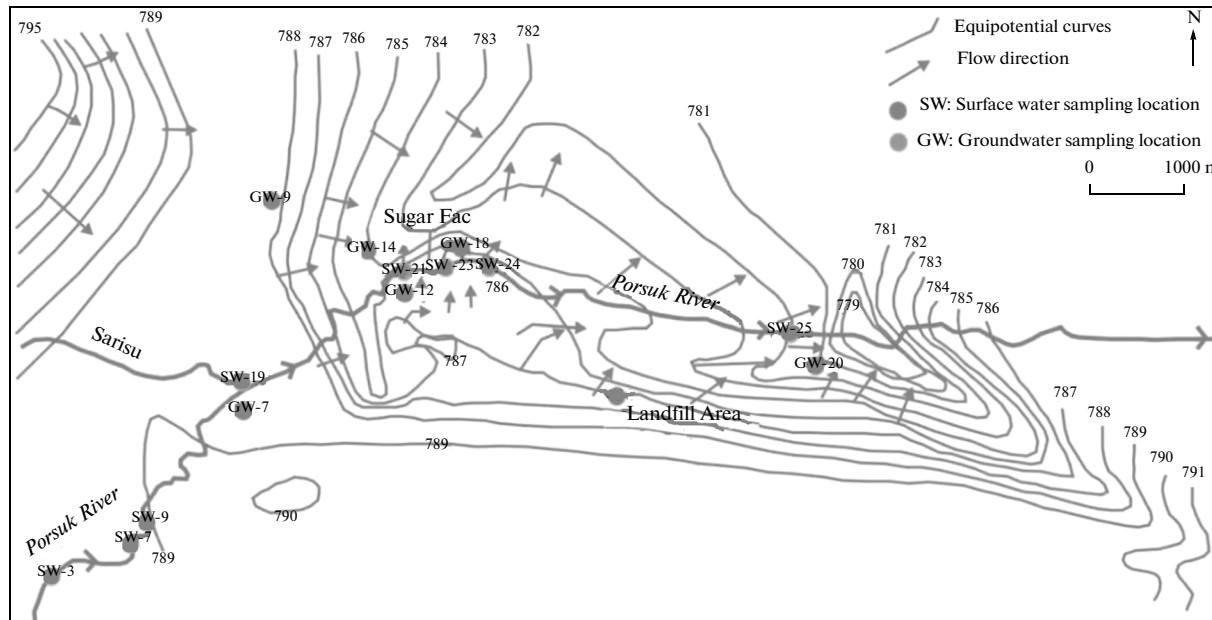 795
789
788
787
786
785
784
783
782
781
N
Equipotential curves
Flow direction
SW: Surface water sampling location
GW: Groundwater sampling location
0 1000 m
GW-9
Sugar Fac
GW-14
GW-18
SW-21
SW-23
SW-24
GW-12
786
Porsuk River
781
782
783
784
785
786
780
779
SW-25
GW-20
Sarisu
SW-19
GW-7
787
Landfill Area
787
788
789
790
791
789
790
Porsuk River
SW-9
SW-7
789
SW-3